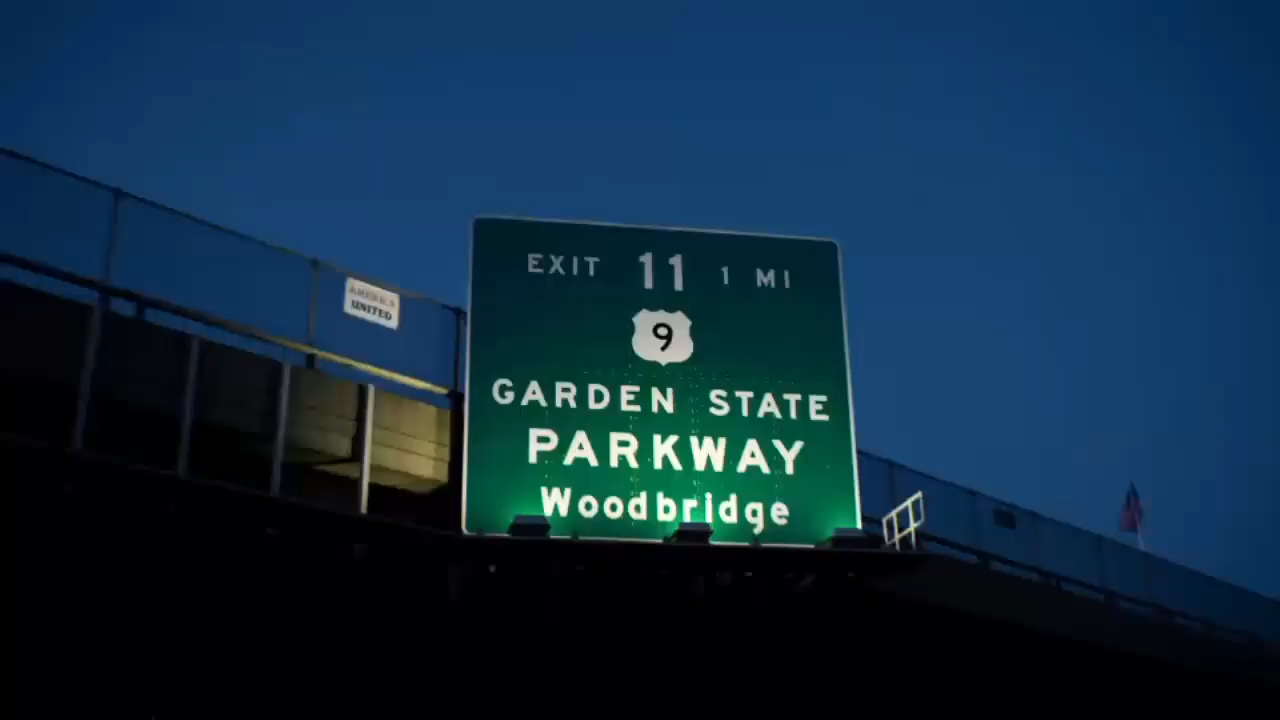 EXIT 11 1 MI
9
GARDEN STATE
PARKWAY
Woodbridge
AMERICA
UNITED